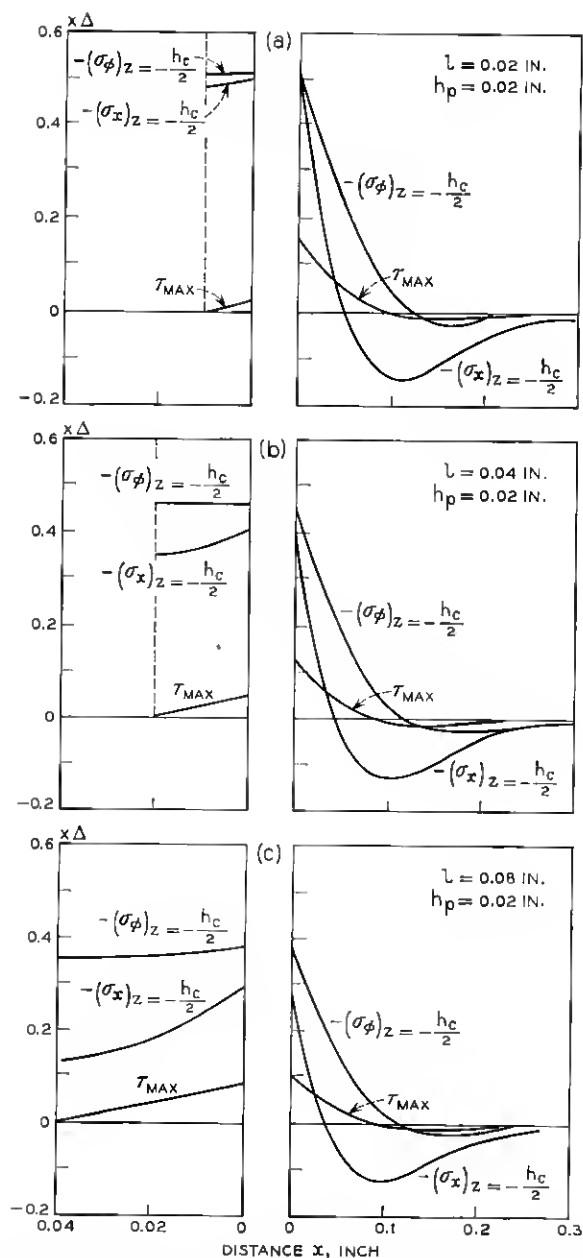 x Δ
0.6
0.4
0.2
0
-0.2
(a)
-(σφ)z = -hc/2
-(σx)z = -hc/2
τMAX
l = 0.02 IN.
hp = 0.02 IN.
-(σφ)z = -hc/2
τMAX
-(σx)z = -hc/2
x Δ
0.6
0.4
0.2
0
-0.2
(b)
-(σφ)z = -hc/2
-(σx)z = -hc/2
τMAX
l = 0.04 IN.
hp = 0.02 IN.
-(σφ)z = -hc/2
τMAX
-(σx)z = -hc/2
x Δ
0.6
0.4
0.2
0
-0.2
(c)
-(σφ)z = -hc/2
-(σx)z = -hc/2
τMAX
l = 0.08 IN.
hp = 0.02 IN.
-(σφ)z = -hc/2
τMAX
-(σx)z = -hc/2
0.04 0.02 0 0 0.1 0.2 0.3
DISTANCE x, INCH